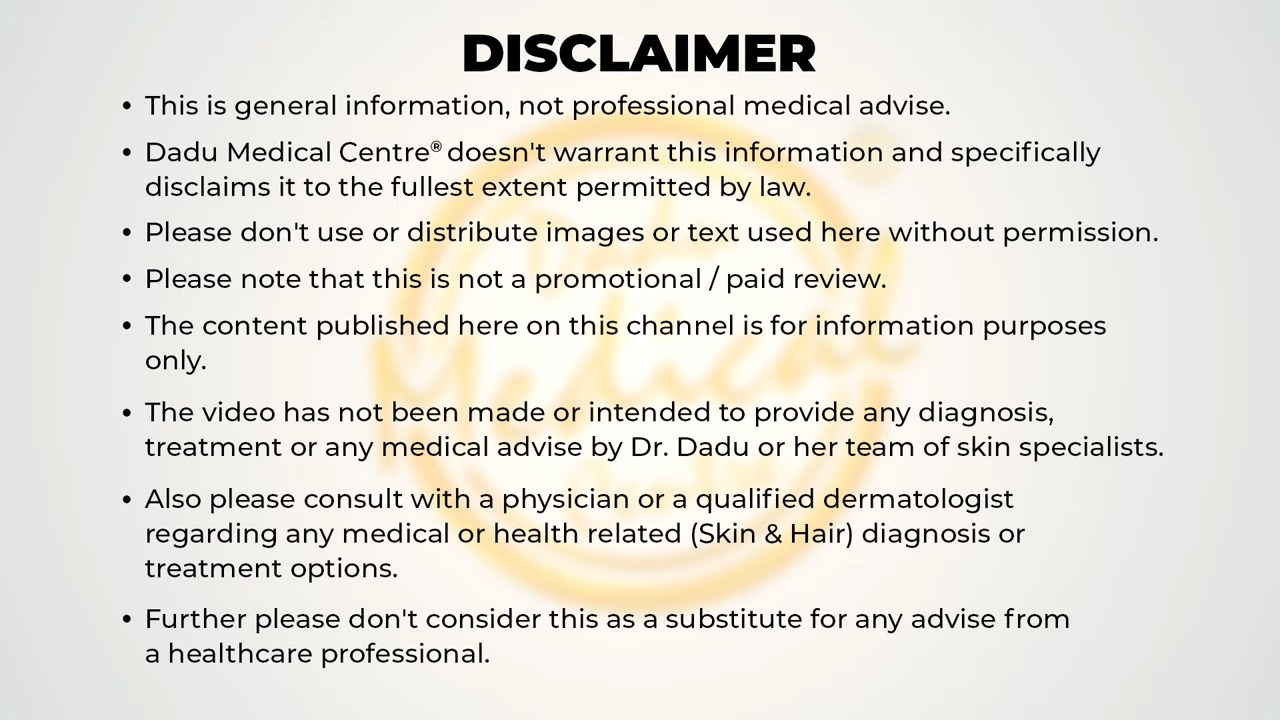 DISCLAIMER
• This is general information, not professional medical advise.
• Dadu Medical Centre® doesn't warrant this information and specifically
disclaims it to the fullest extent permitted by law.
• Please don't use or distribute images or text used here without permission.
• Please note that this is not a promotional / paid review.
• The content published here on this channel is for information purposes
only.
• The video has not been made or intended to provide any diagnosis,
treatment or any medical advise by Dr. Dadu or her team of skin specialists.
• Also please consult with a physician or a qualified dermatologist
regarding any medical or health related (Skin & Hair) diagnosis or
treatment options.
• Further please don't consider this as a substitute for any advise from
a healthcare professional.